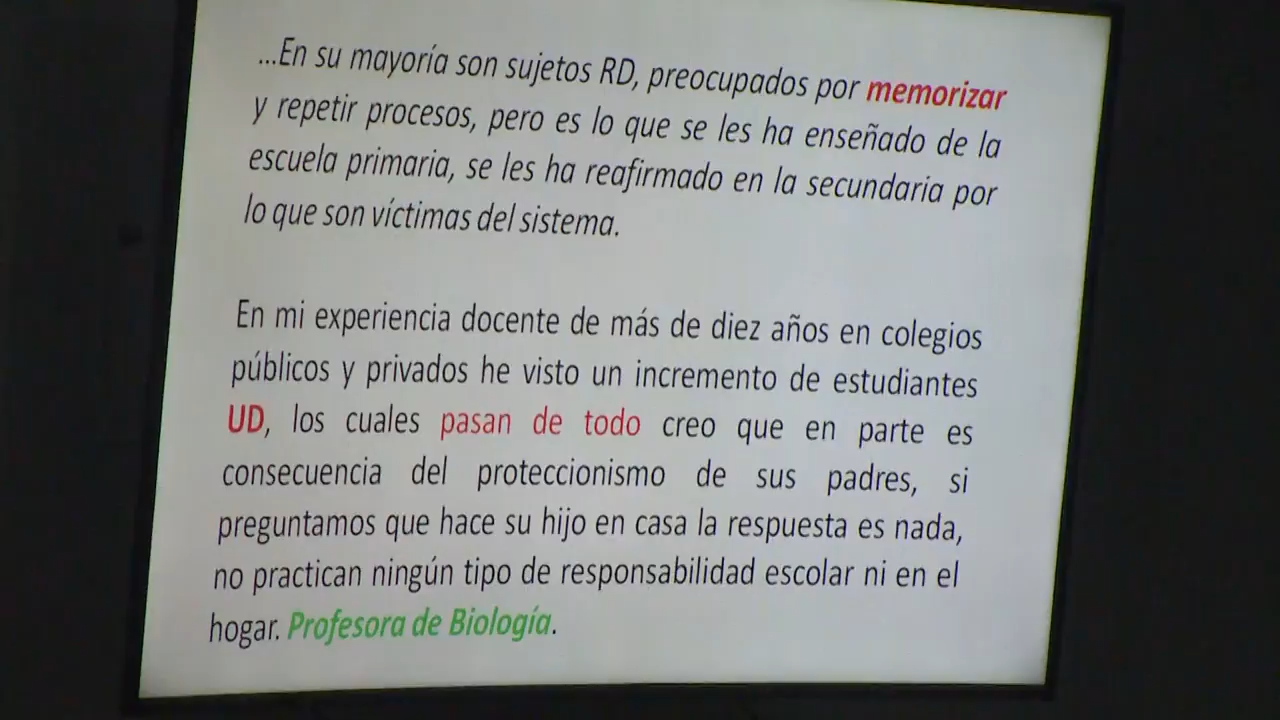 ...En su mayoría son sujetos RD, preocupados por memorizar
y repetir procesos, pero es lo que se les ha enseñado de la
escuela primaria, se les ha reafirmado en la secundaria por
lo que son víctimas del sistema.
En mi experiencia docente de más de diez años en colegios
públicos y privados he visto un incremento de estudiantes
UD, los cuales pasan de todo creo que en parte es
consecuencia del proteccionismo de sus padres, si
preguntamos que hace su hijo en casa la respuesta es nada,
no practican ningún tipo de responsabilidad escolar ni en el
hogar. Profesora de Biología.